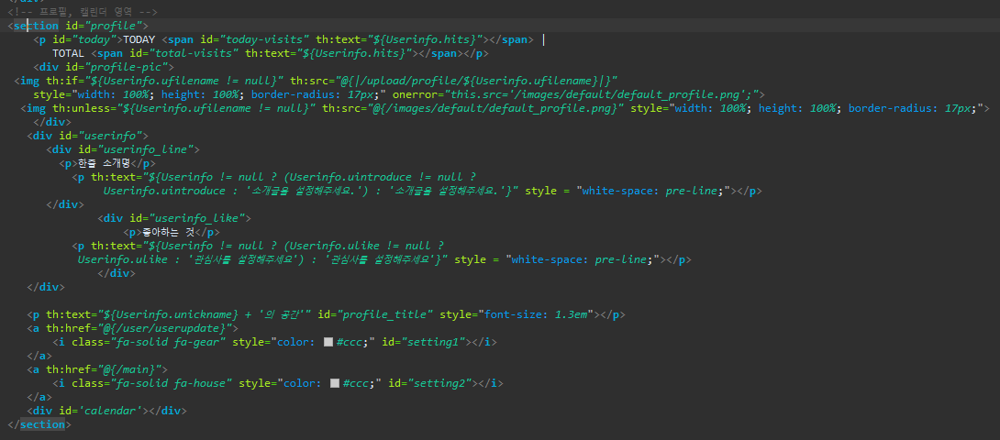 </div>
<!-- 프로필, 캘린더 영역 -->
<section id="profile">
<p id="today">TODAY <span id="today-visits" th:text="${Userinfo.hits}"></span> |
TOTAL <span id="total-visits" th:text="${Userinfo.hits}"></span></p>
<div id="profile-pic">
<img th:if="${Userinfo.ufilename != null}" th:src="@{|/upload/profile/${Userinfo.ufilename}|}"
style="width: 100%; height: 100%; border-radius: 17px;" onerror="this.src='/images/default/default_profile.png';">
<img th:unless="${Userinfo.ufilename != null}" th:src="@{/images/default/default_profile.png}" style="width: 100%; height: 100%; border-radius: 17px;">
</div>
<div id="userinfo">
<div id="userinfo_line">
<p>한줄 소개명</p>
<p th:text="${Userinfo != null ? (Userinfo.uintroduce != null ?
Userinfo.uintroduce : '소개글을 설정해주세요.') : '소개글을 설정해주세요.'}" style = "white-space: pre-line;"></p>
</div>
<div id="userinfo_like">
<p>좋아하는 것</p>
<p th:text="${Userinfo != null ? (Userinfo.ulike != null ?
Userinfo.ulike : '관심사를 설정해주세요') : '관심사를 설정해주세요'}" style = "white-space: pre-line;"></p>
</div>
</div>
<p th:text="${Userinfo.unickname} + '의 공간'" id="profile_title" style="font-size: 1.3em"></p>
<a th:href="@{/user/userupdate}">
<i class="fa-solid fa-gear" style="color: #ccc;" id="setting1"></i>
</a>
<a th:href="@{/main}">
<i class="fa-solid fa-house" style="color: #ccc;" id="setting2"></i>
</a>
<div id='calendar'></div>
</section>